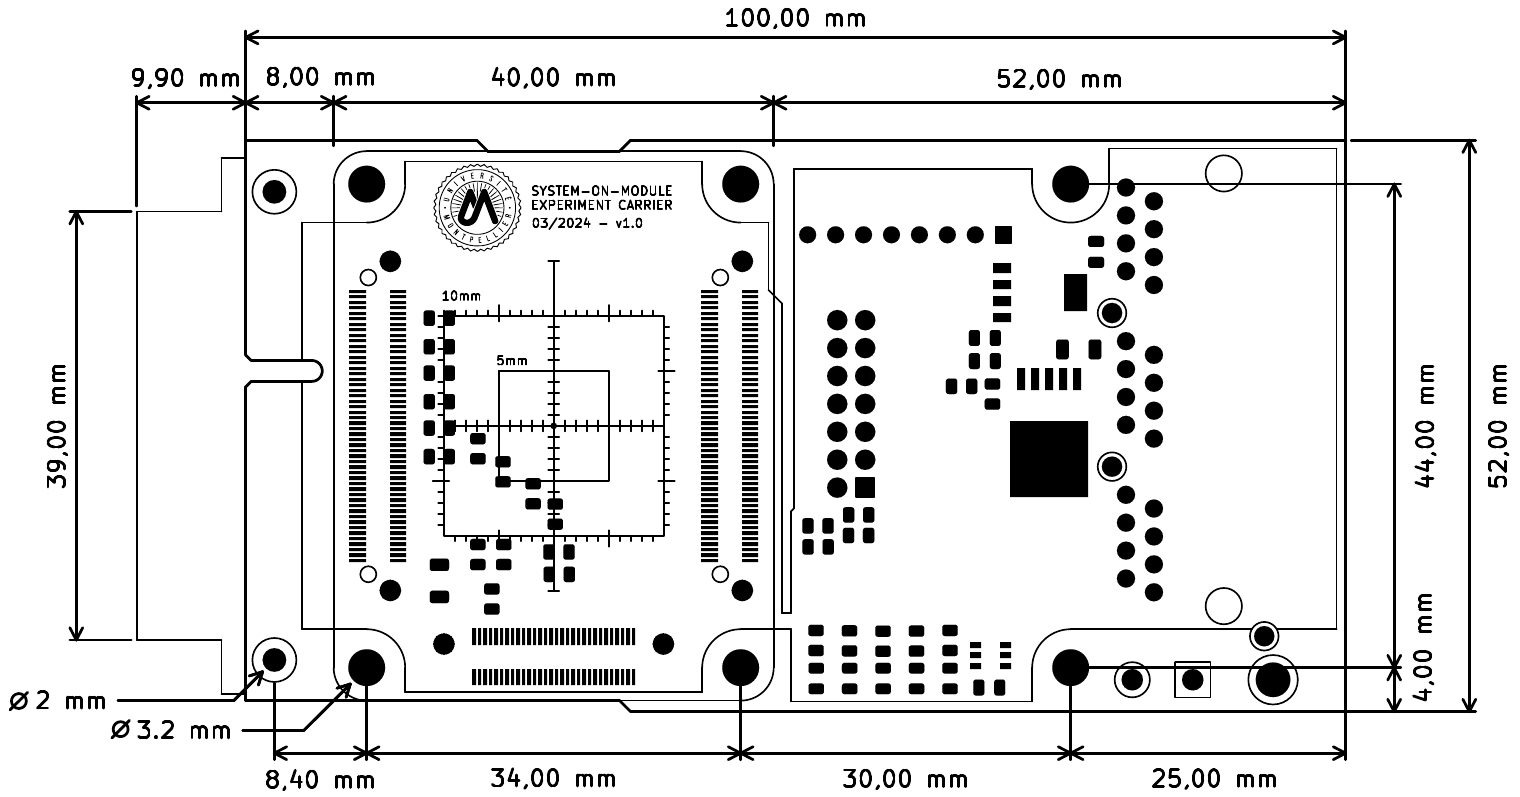 100,00 mm
9,90 mm
8,00 mm
40,00 mm
52,00 mm
UNIVERSITÉ
MONTPELLIER
SYSTEM-ON-MODULE
EXPERIMENT CARRIER
03/2024 - v1.0
10mm
5mm
39,00 mm
44,00 mm
52,00 mm
4,00 mm
Ø 2 mm
Ø 3.2 mm
8,40 mm
34,00 mm
30,00 mm
25,00 mm